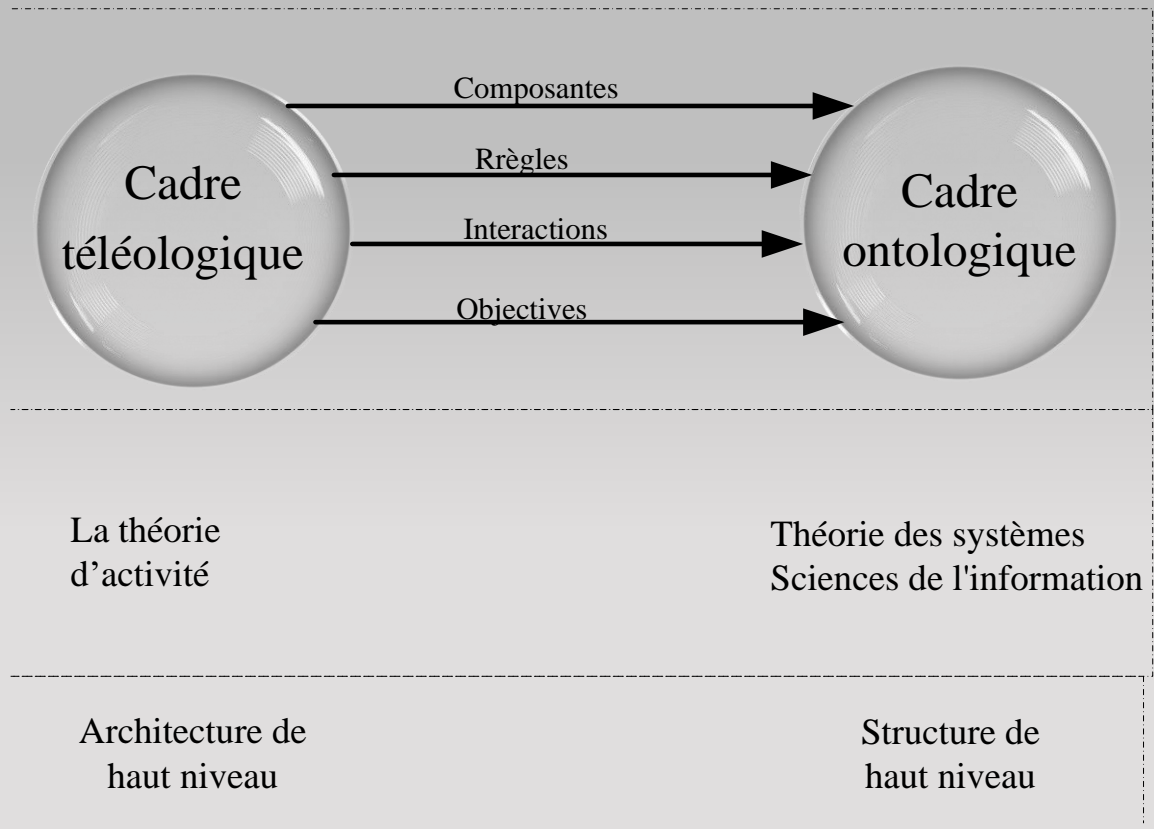 Composantes
Rrègles
Interactions
Objectives
Cadre
téléologique
Cadre
ontologique
La théorie
d’activité
Théorie des systèmes
Sciences de l'information
Architecture de
haut niveau
Structure de
haut niveau